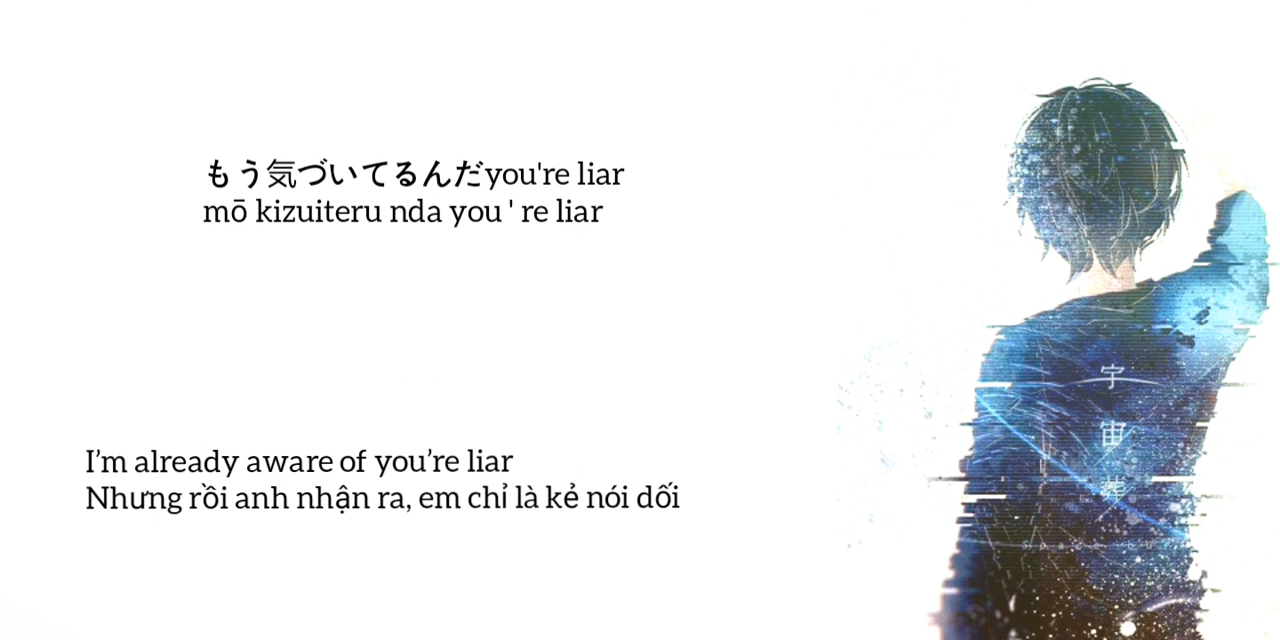 もう気づいてるんだyou're liar
mō kizuiteru nda you ' re liar
I’m already aware of you’re liar
Nhưng rồi anh nhận ra, em chỉ là kẻ nói dối
宇
宙
葬